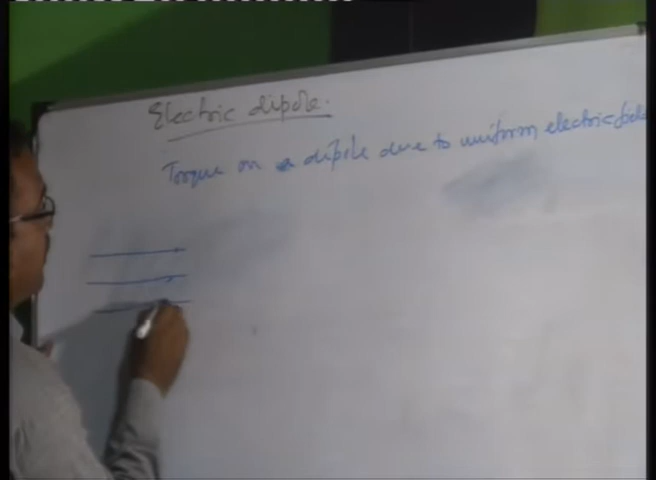 Electric dipole.
Torque on a dipole due to uniform electric field